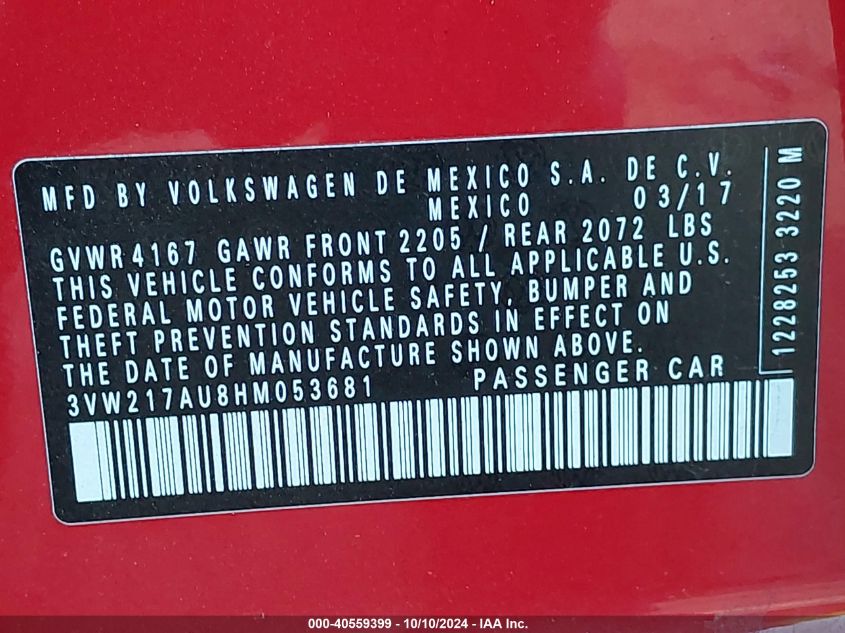 MFD BY VOLKSWAGEN DE MEXICO S.A. DE C.V.
MEXICO 03/17
GVWR 4167 GAWR FRONT 2205 / REAR 2072 LBS
THIS VEHICLE CONFORMS TO ALL APPLICABLE U.S.
FEDERAL MOTOR VEHICLE SAFETY, BUMPER AND
THEFT PREVENTION STANDARDS IN EFFECT ON
THE DATE OF MANUFACTURE SHOWN ABOVE.
3VW217AU8HM053681 PASSENGER CAR
1228253 3220 M
000-40559399 - 10/10/2024 - IAA Inc.